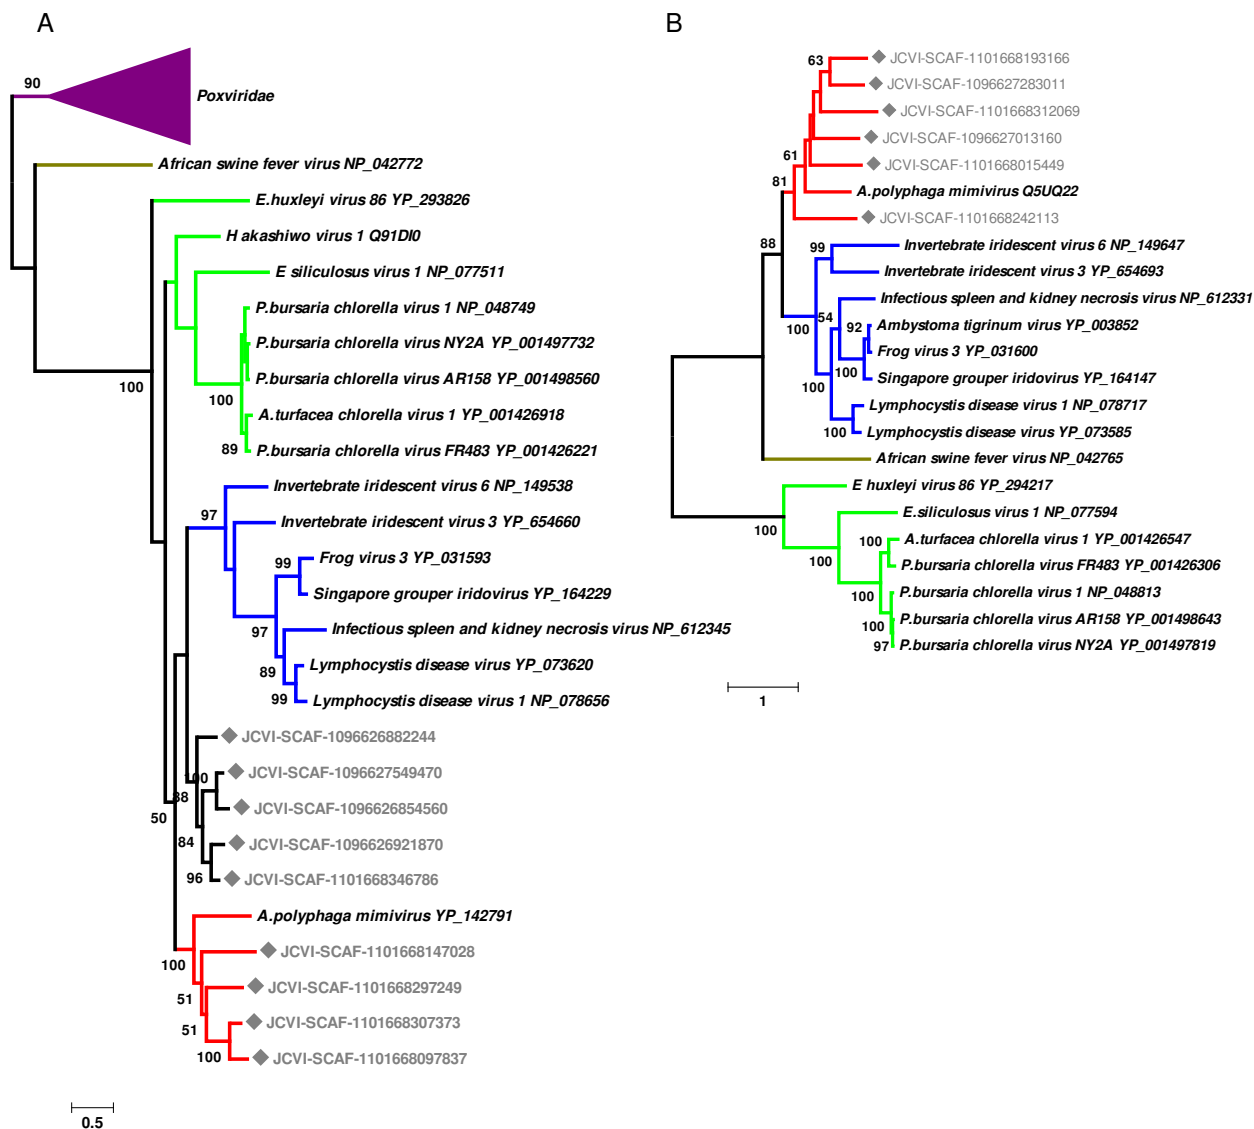 A
90
Poxviridae
African swine fever virus NP_042772
E.huxleyi virus 86 YP_293826
H akashiwo virus 1 Q91DI0
E siliculosus virus 1 NP_077511
P.bursaria chlorella virus 1 NP_048749
P.bursaria chlorella virus NY2A YP_001497732
P.bursaria chlorella virus AR158 YP_001498560
100
100
A.turfacea chlorella virus 1 YP_001426918
89
P.bursaria chlorella virus FR483 YP_001426221
Invertebrate iridescent virus 6 NP_149538
97
Invertebrate iridescent virus 3 YP_654660
Frog virus 3 YP_031593
99
Singapore grouper iridovirus YP_164229
97
Infectious spleen and kidney necrosis virus NP_612345
Lymphocystis disease virus YP_073620
89
99
Lymphocystis disease virus 1 NP_078656
JCVI-SCAF-1096626882244
100
JCVI-SCAF-1096627549470
88
JCVI-SCAF-1096626854560
50
84
JCVI-SCAF-1096626921870
96
JCVI-SCAF-1101668346786
A.polyphaga mimivirus YP_142791
100
JCVI-SCAF-1101668147028
51
JCVI-SCAF-1101668297249
51
JCVI-SCAF-1101668307373
100
JCVI-SCAF-1101668097837
0.5
B
63
JCVI-SCAF-1101668193166
JCVI-SCAF-1096627283011
JCVI-SCAF-1101668312069
JCVI-SCAF-1096627013160
61
JCVI-SCAF-1101668015449
81
A.polyphaga mimivirus Q5UQ22
JCVI-SCAF-1101668242113
88
99
Invertebrate iridescent virus 6 NP_149647
Invertebrate iridescent virus 3 YP_654693
Infectious spleen and kidney necrosis virus NP_612331
100
54
92
Ambystoma tigrinum virus YP_003852
Frog virus 3 YP_031600
100
100
Singapore grouper iridovirus YP_164147
Lymphocystis disease virus 1 NP_078717
100
Lymphocystis disease virus YP_073585
African swine fever virus NP_042765
E huxleyi virus 86 YP_294217
100
E.siliculosus virus 1 NP_077594
100
A.turfacea chlorella virus 1 YP_001426547
100
P.bursaria chlorella virus FR483 YP_001426306
100
P.bursaria chlorella virus 1 NP_048813
100
P.bursaria chlorella virus AR158 YP_001498643
97
P.bursaria chlorella virus NY2A YP_001497819
1